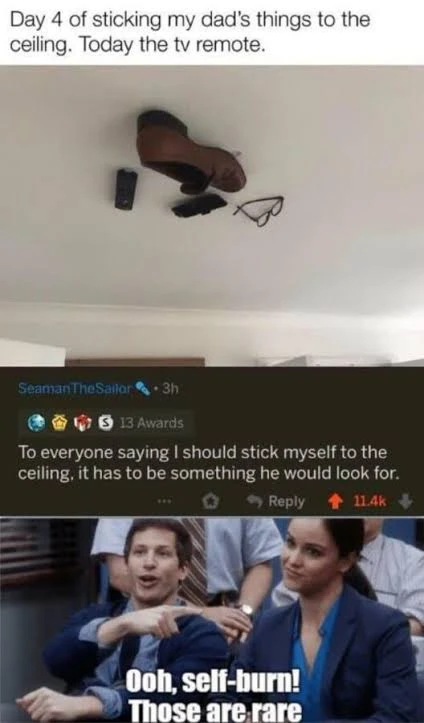 Day 4 of sticking my dad's things to the
ceiling. Today the tv remote.
SeamanTheSailor • 3h
S 13 Awards
To everyone saying I should stick myself to the
ceiling, it has to be something he would look for.
... Reply 11.4k
Ooh, self-burn!
Those are rare